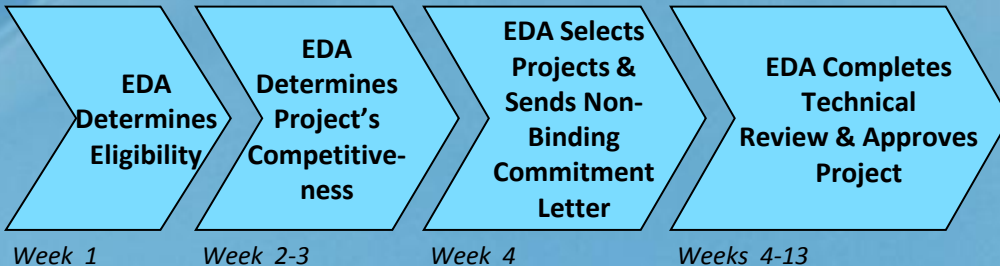 EDA
Determines
Eligibility
EDA
Determines
Project's
Competitive-
ness
EDA Selects
Projects &
Sends Non-
Binding
Commitment
Letter
EDA Completes
Technical
Review & Approves
Project
Week 1
Week 2-3
Week 4
Weeks 4-13